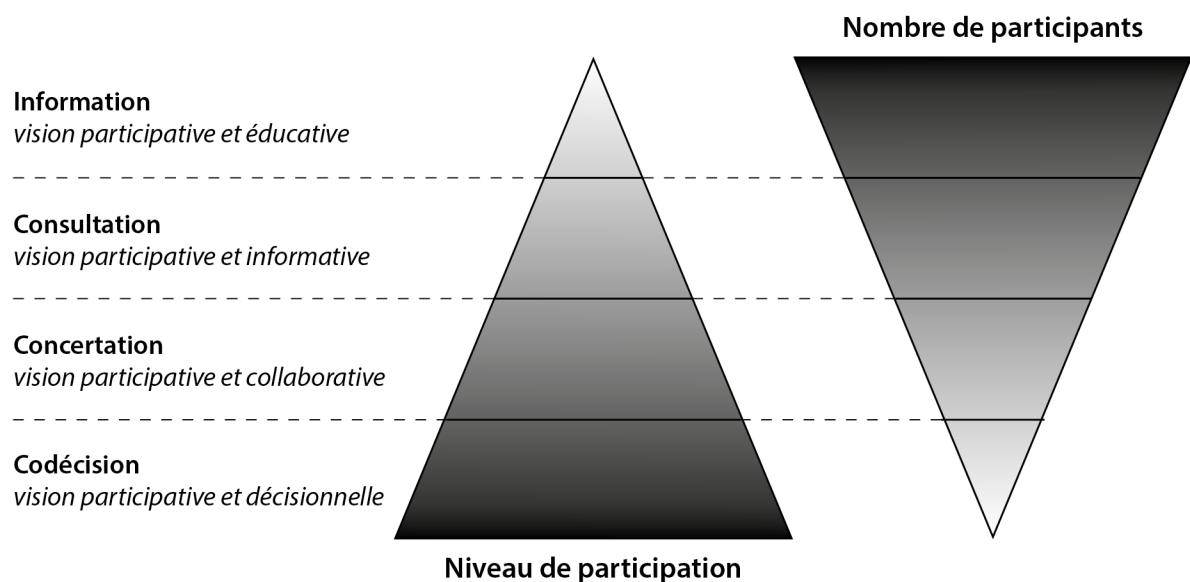 Nombre de participants
Information
vision participative et éducative
Consultation
vision participative et informative
Concertation
vision participative et collaborative
Codécision
vision participative et décisionnelle
Niveau de participation